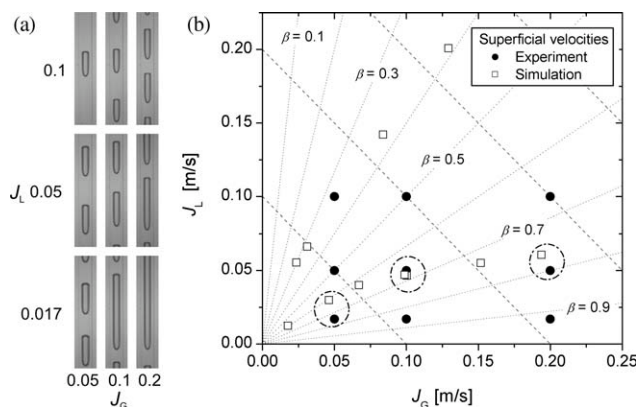 (a)
0.1
J_L 0.05
0.017
0.05 0.1 0.2
J_G
(b)
0.20
0.15
0.10
0.05
0.00
J_L [m/s]
β = 0.1
β = 0.3
β = 0.5
β = 0.7
β = 0.9
Superficial velocities
Experiment
Simulation
0.00 0.05 0.10 0.15 0.20 0.25
J_G [m/s]